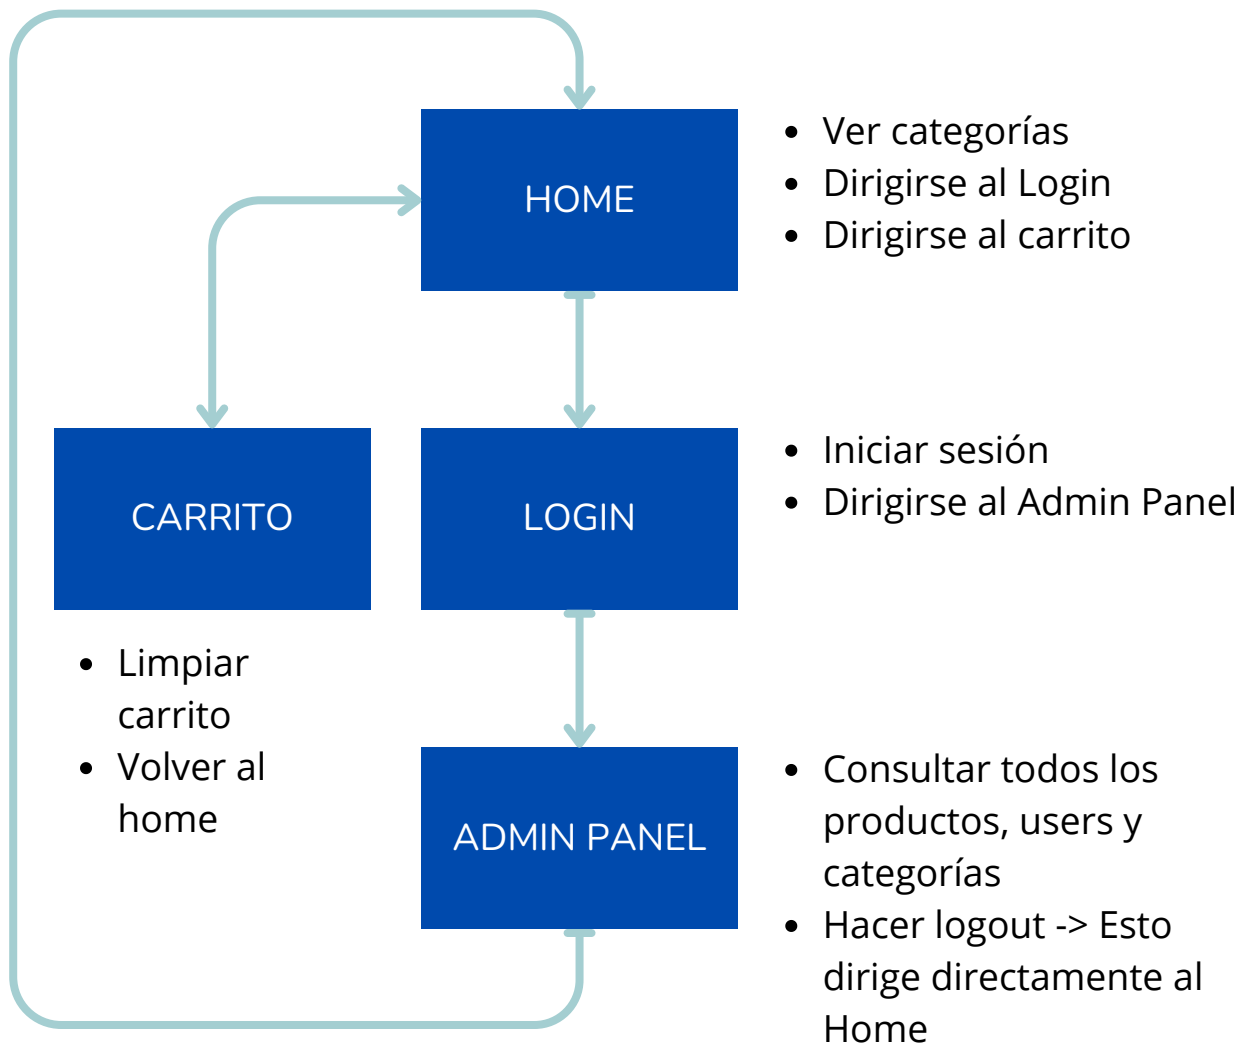 HOME
• Ver categorías
• Dirigirse al Login
• Dirigirse al carrito
CARRITO
LOGIN
• Iniciar sesión
• Dirigirse al Admin Panel
• Limpiar
carrito
• Volver al
home
ADMIN PANEL
• Consultar todos los
productos, users y
categorías
• Hacer logout -> Esto
dirige directamente al
Home